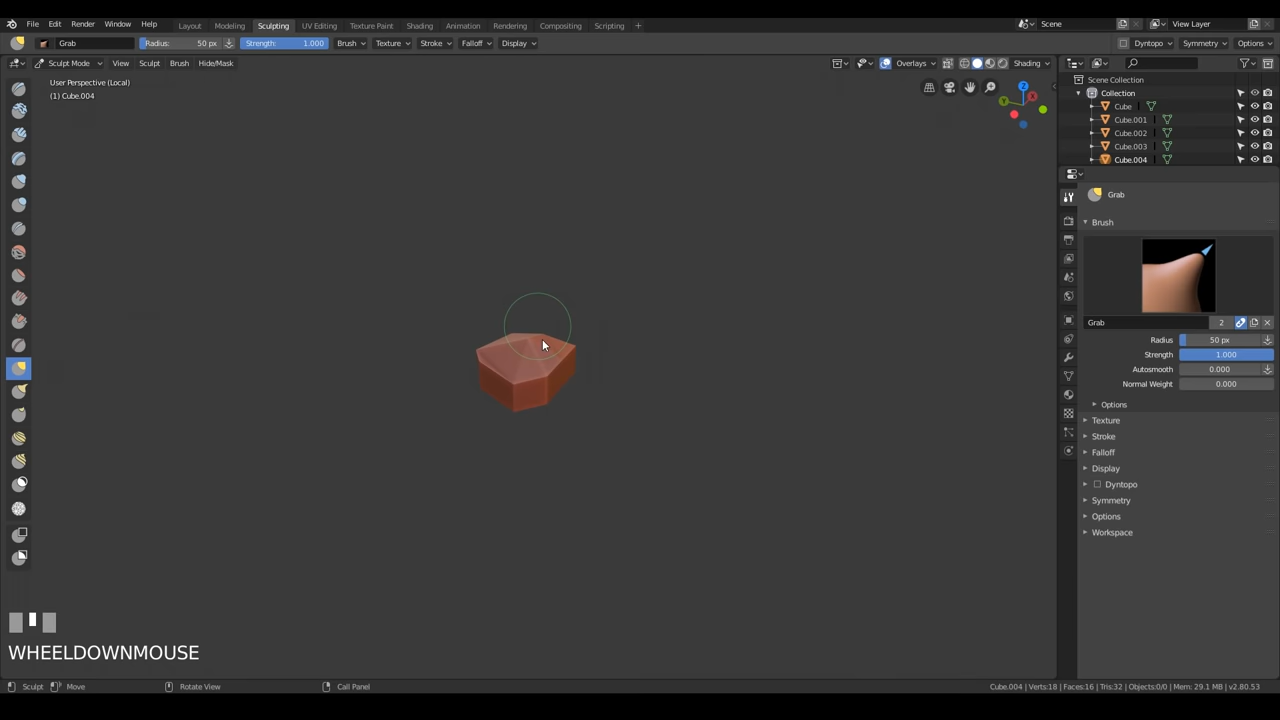 File Edit Render Window Help Layout Modeling Sculpting UV Editing Texture Paint Shading Animation Rendering Compositing Scripting + Scene View Layer
Grab Radius: 50 px Strength: 1.000 Brush Texture Stroke Falloff Display Dyntopo Symmetry Options
Sculpt Mode View Sculpt Brush Hide/Mask Overlays Shading
User Perspective (Local)
(1) Cube.004
Scene Collection
Collection
Cube
Cube.001
Cube.002
Cube.003
Cube.004
Grab
Brush
Grab 2
Radius 50 px
Strength 1.000
Autosmooth 0.000
Normal Weight 0.000
Options
Texture
Stroke
Falloff
Display
Dyntopo
Symmetry
Options
Workspace
WHEELDOWNMOUSE
Sculpt Move Rotate View Call Panel Cube.004 | Verts:18 | Faces:16 | Tris:32 | Objects:0/0 | Mem: 29.1 MB | v2.80.53